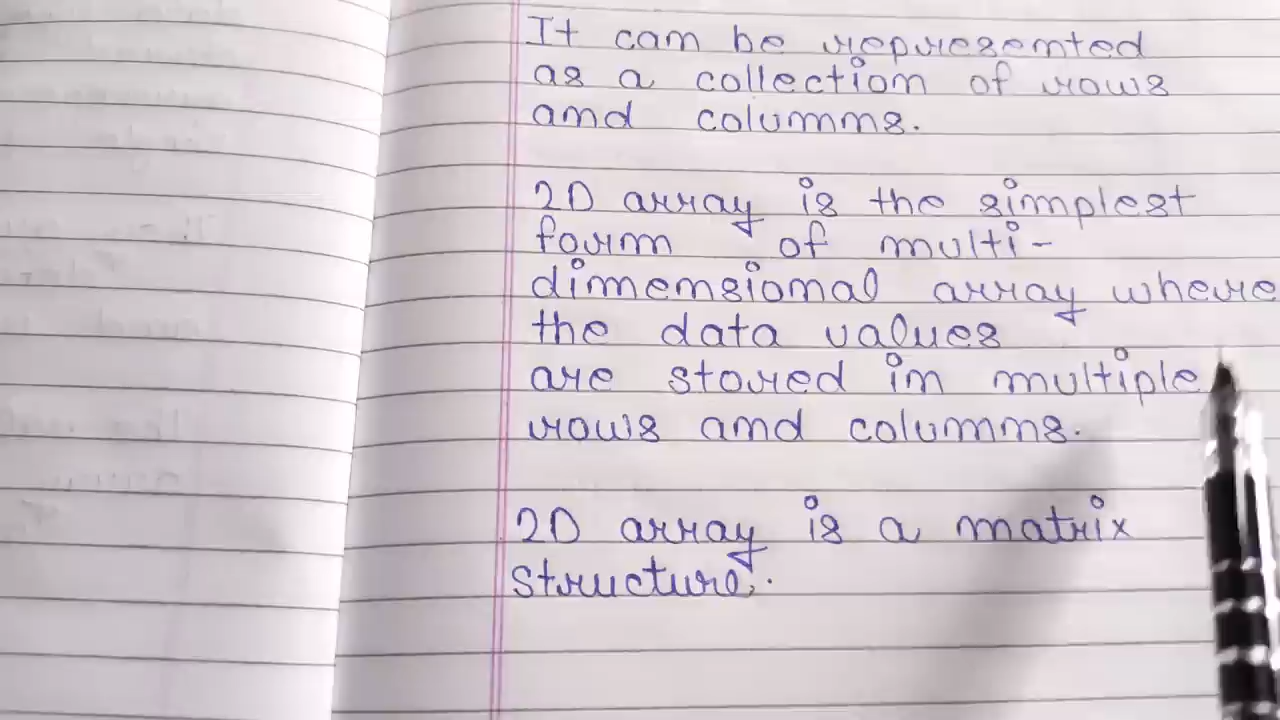 It can be represented
as a collection of rows
and columns.
2D array is the simplest
form of multi-
dimensional array where
the data values
are stored in multiple
rows and columns.
2D array is a matrix
structure.